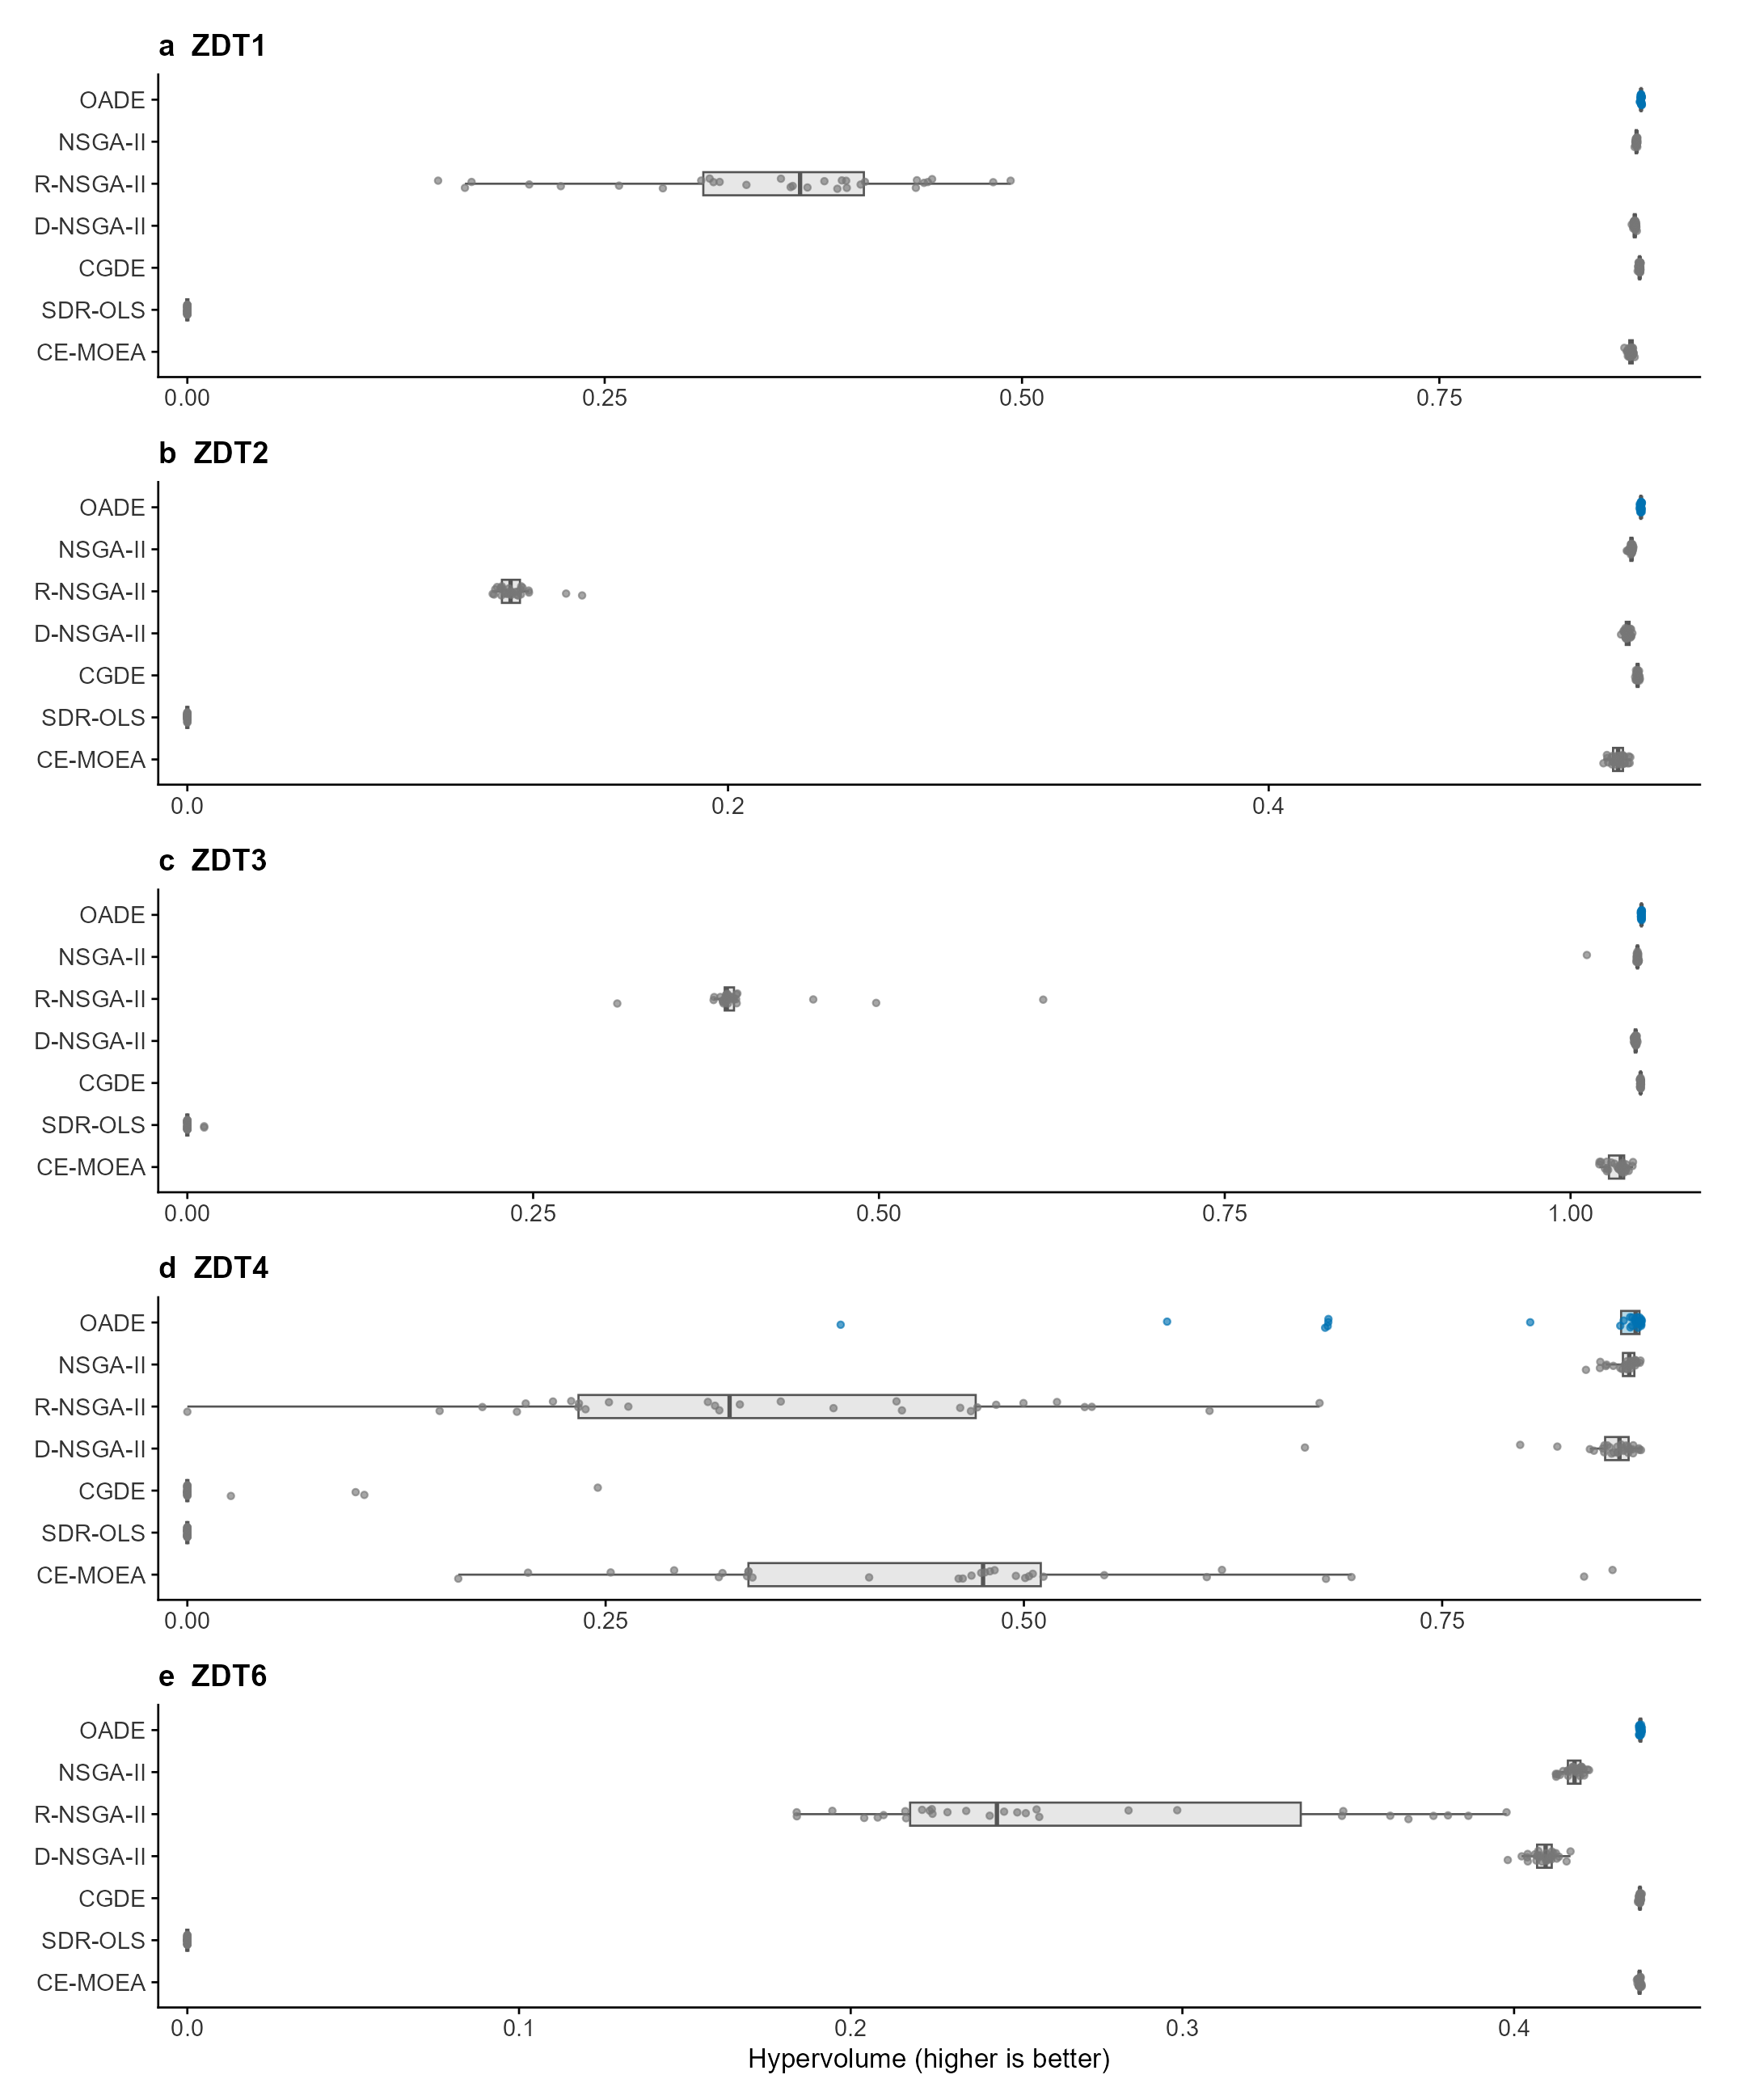 a ZDT1
OADE
NSGA-II
R-NSGA-II
D-NSGA-II
CGDE
SDR-OLS
CE-MOEA
0.00 0.25 0.50 0.75
b ZDT2
OADE
NSGA-II
R-NSGA-II
D-NSGA-II
CGDE
SDR-OLS
CE-MOEA
0.0 0.2 0.4
c ZDT3
OADE
NSGA-II
R-NSGA-II
D-NSGA-II
CGDE
SDR-OLS
CE-MOEA
0.00 0.25 0.50 0.75 1.00
d ZDT4
OADE
NSGA-II
R-NSGA-II
D-NSGA-II
CGDE
SDR-OLS
CE-MOEA
0.00 0.25 0.50 0.75
e ZDT6
OADE
NSGA-II
R-NSGA-II
D-NSGA-II
CGDE
SDR-OLS
CE-MOEA
0.0 0.1 0.2 0.3 0.4
Hypervolume (higher is better)